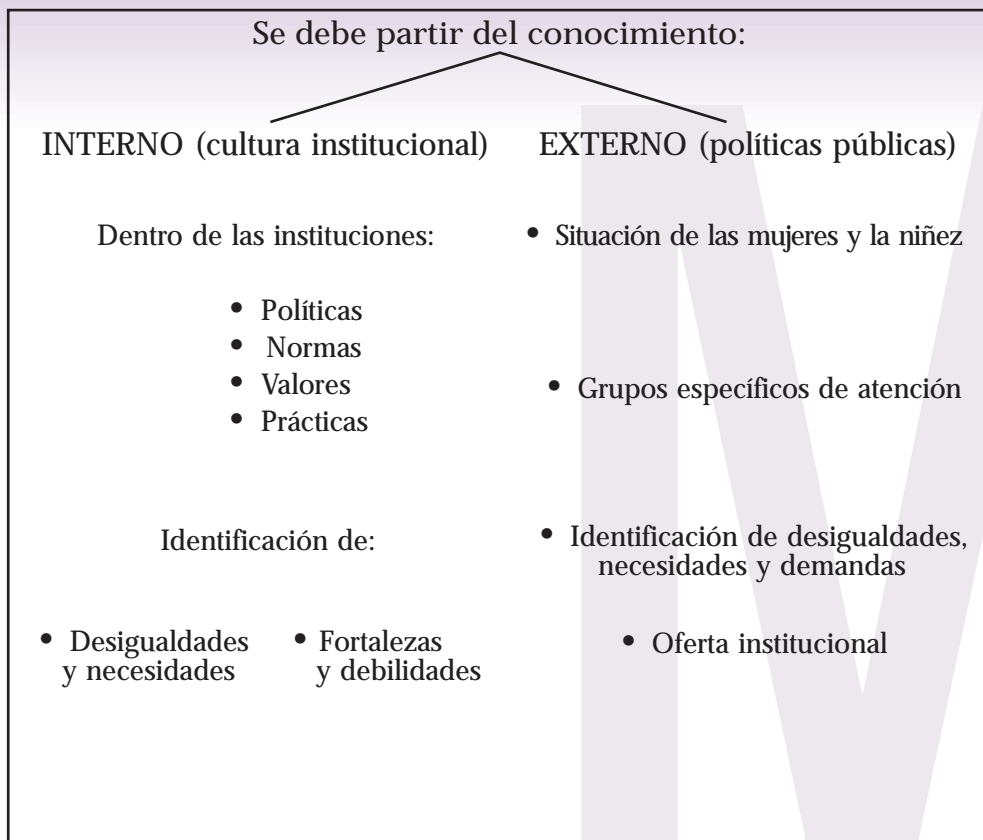 Se debe partir del conocimiento:
INTERNO (cultura institucional)
Dentro de las instituciones:
• Políticas
• Normas
• Valores
• Prácticas
Identificación de:
• Desigualdades
y necesidades
• Fortalezas
y debilidades
EXTERNO (políticas públicas)
• Situación de las mujeres y la niñez
• Grupos específicos de atención
• Identificación de desigualdades,
necesidades y demandas
• Oferta institucional